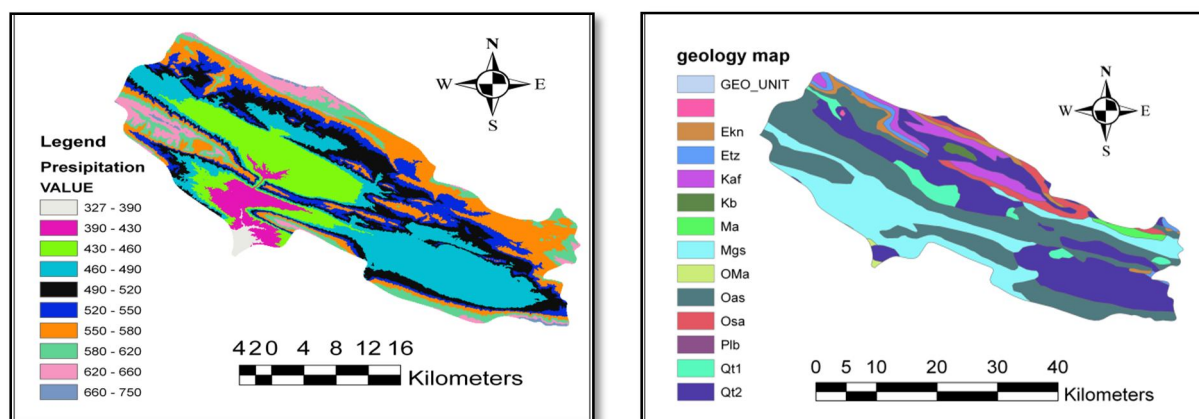 N
W E
S
Legend
Precipitation
VALUE
327 - 390
390 - 430
430 - 460
460 - 490
490 - 520
520 - 550
550 - 580
580 - 620
620 - 660
660 - 750
4 2 0 4 8 12 16
Kilometers
geology map
GEO_UNIT
Ekn
Etz
Kaf
Kb
Ma
Mgs
OMa
Oas
Osa
Plb
Qt1
Qt2
N
W E
S
0 5 10 20 30 40
Kilometers